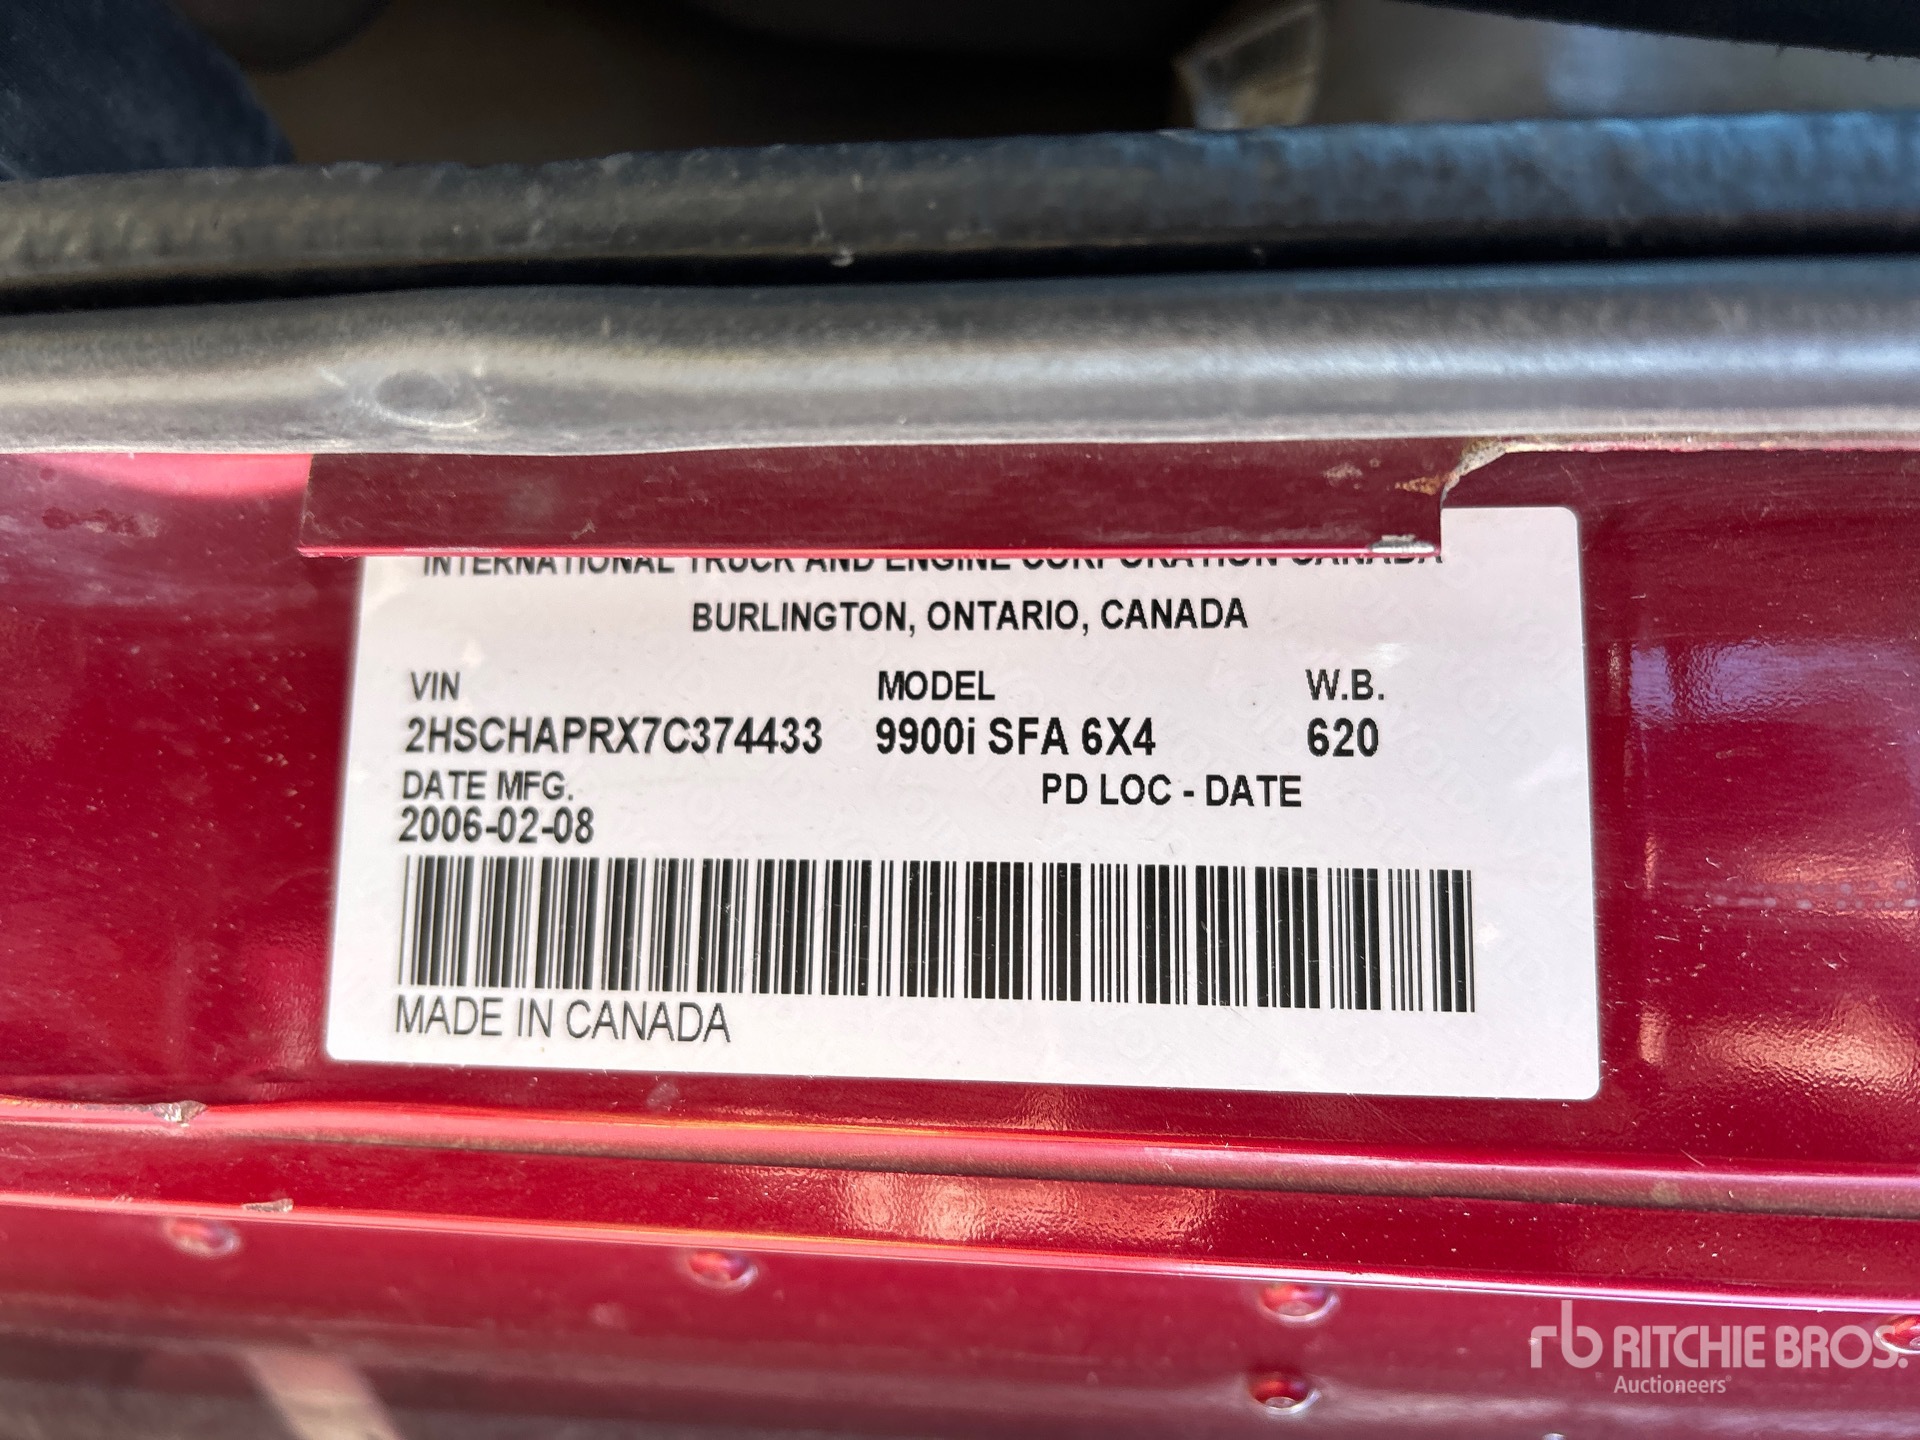 INTERNATIONAL TRUCK AND ENGINE CORPORATION CANADA
BURLINGTON, ONTARIO, CANADA
VIN MODEL W.B.
2HSCHAPRX7C374433 9900i SFA 6X4 620
DATE MFG. PD LOC - DATE
2006-02-08
MADE IN CANADA
rb RITCHIE BROS.
Auctioneers